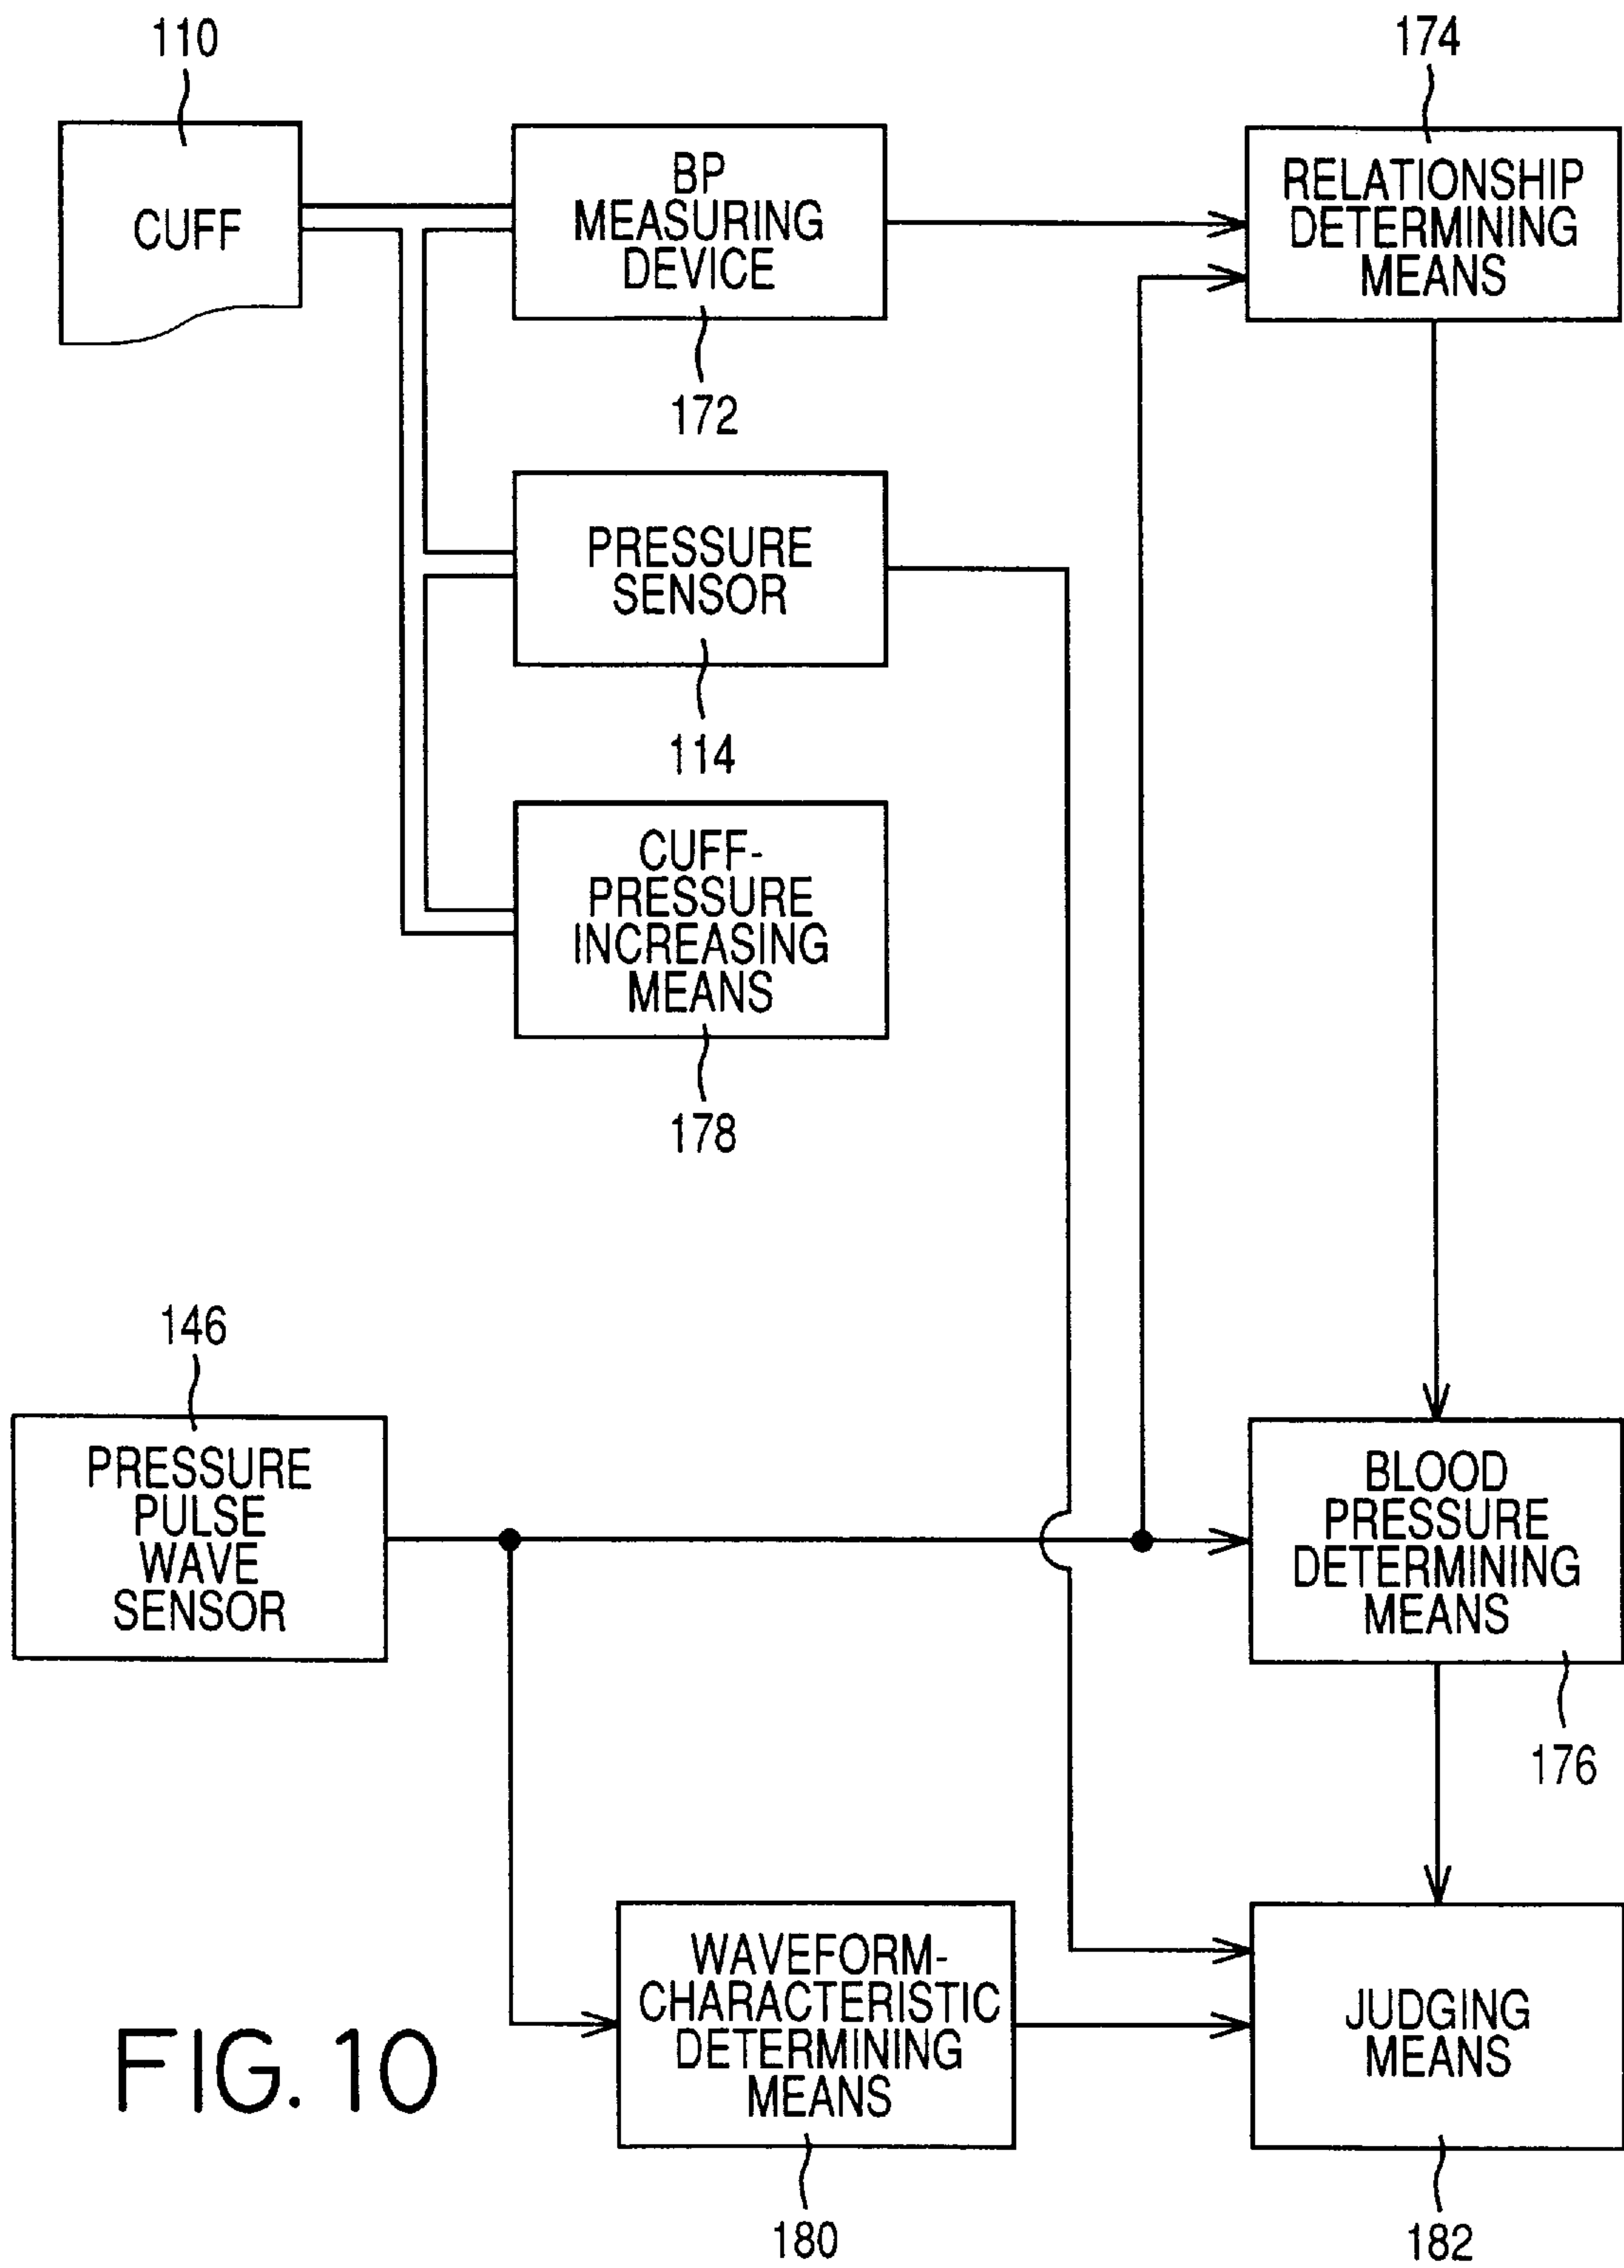 110
174
CUFF
BP
MEASURING
DEVICE
172
RELATIONSHIP
DETERMINING
MEANS
PRESSURE
SENSOR
114
CUFF-
PRESSURE
INCREASING
MEANS
178
146
PRESSURE
PULSE
WAVE
SENSOR
BLOOD
PRESSURE
DETERMINING
MEANS
176
WAVEFORM-
CHARACTERISTIC
DETERMINING
MEANS
180
JUDGING
MEANS
182
FIG. 10